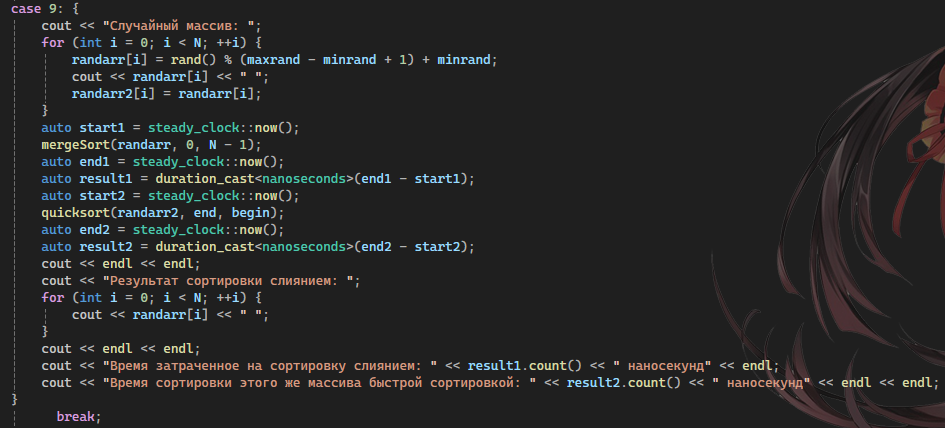 case 9: {
    cout << "Случайный массив: ";
    for (int i = 0; i < N; ++i) {
        randarr[i] = rand() % (maxrand - minrand + 1) + minrand;
        cout << randarr[i] << " ";
        randarr2[i] = randarr[i];
    }
    auto start1 = steady_clock::now();
    mergeSort(randarr, 0, N - 1);
    auto end1 = steady_clock::now();
    auto result1 = duration_cast<nanoseconds>(end1 - start1);
    auto start2 = steady_clock::now();
    quicksort(randarr2, end, begin);
    auto end2 = steady_clock::now();
    auto result2 = duration_cast<nanoseconds>(end2 - start2);
    cout << endl << endl;
    cout << "Результат сортировки слиянием: ";
    for (int i = 0; i < N; ++i) {
        cout << randarr[i] << " ";
    }
    cout << endl << endl;
    cout << "Время затраченное на сортировку слиянием: " << result1.count() << " наносекунд" << endl;
    cout << "Время сортировки этого же массива быстрой сортировкой: " << result2.count() << " наносекунд" << endl << endl;
}
      break;